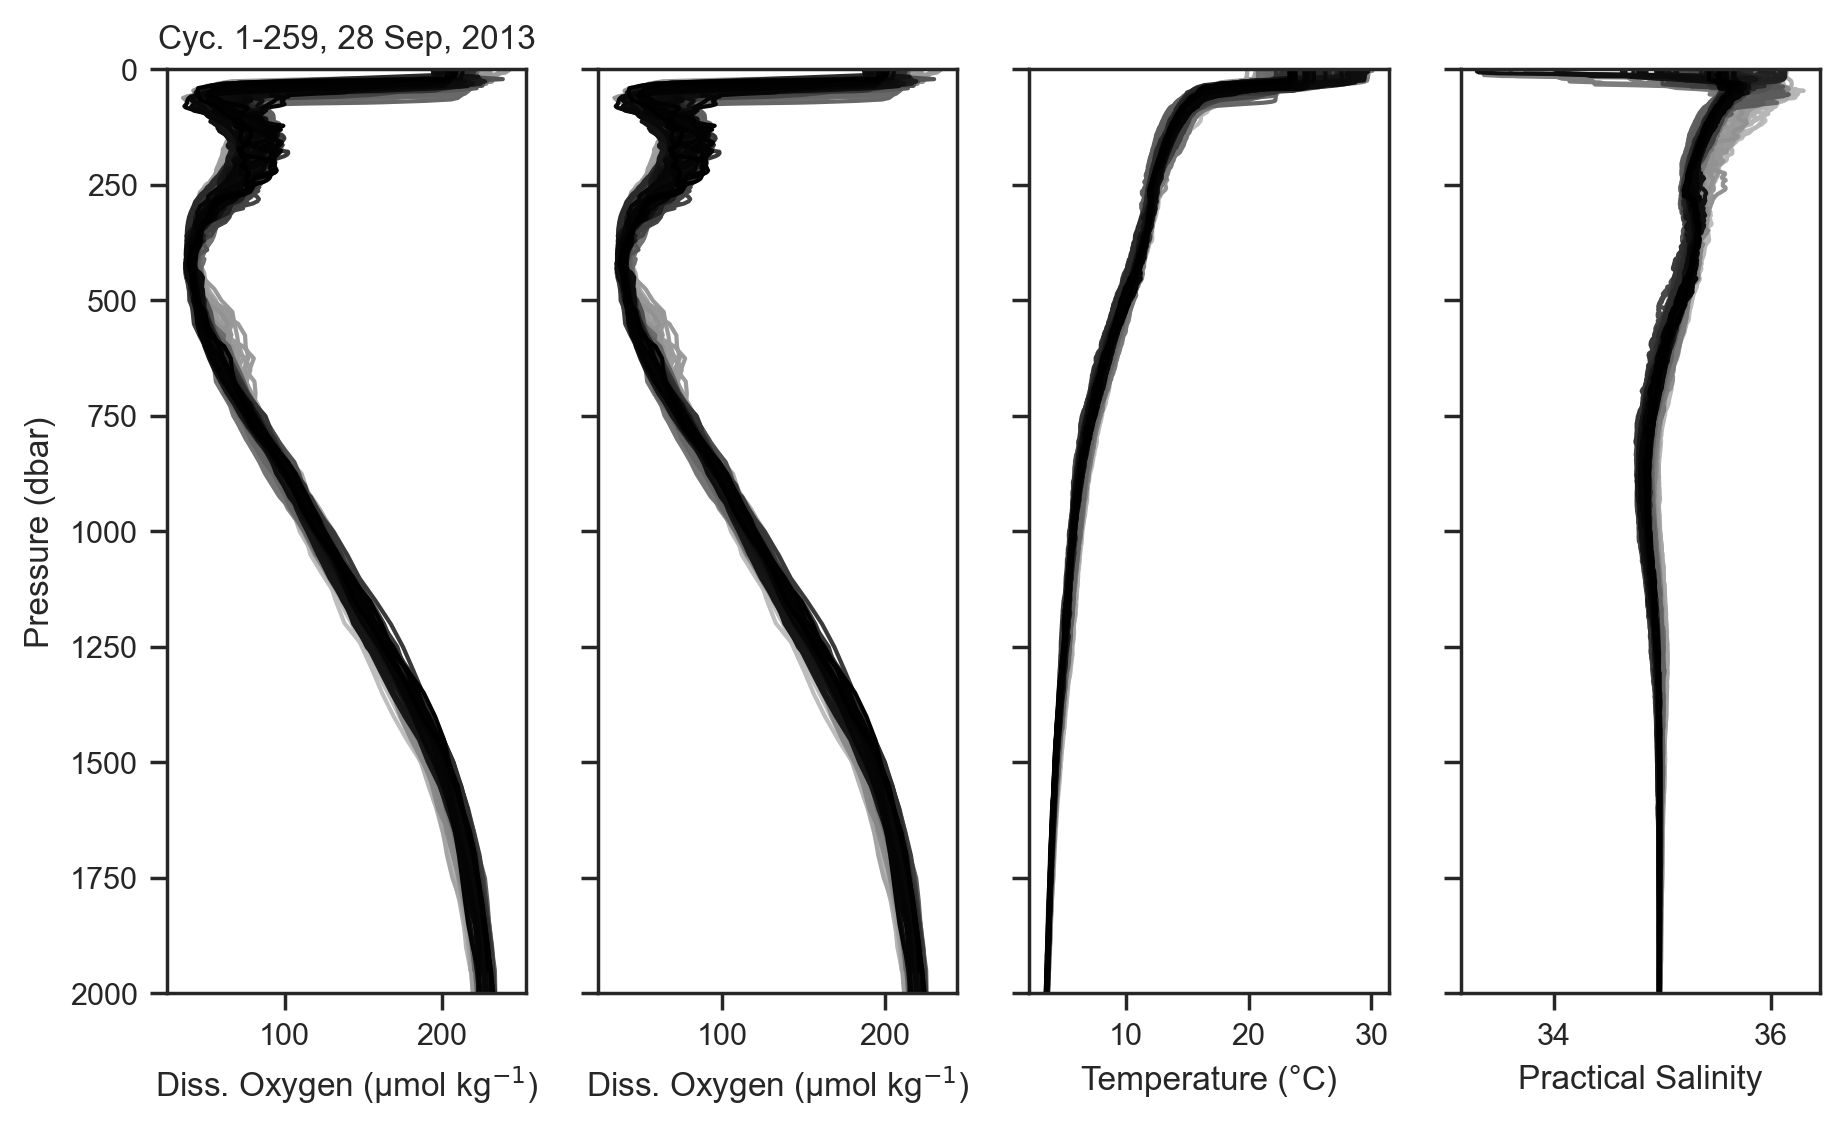 Cyc. 1-259, 28 Sep, 2013
0
250
500
750
1000
1250
1500
1750
2000
Pressure (dbar)
100 200
Diss. Oxygen (µmol kg⁻¹)
100 200
Diss. Oxygen (µmol kg⁻¹)
10 20 30
Temperature (°C)
34 36
Practical Salinity